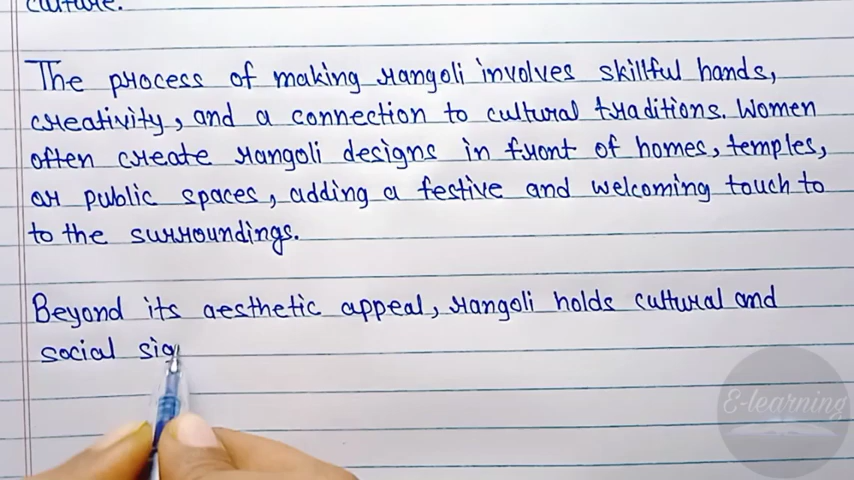 culture.
The process of making rangoli involves skillful hands,
creativity, and a connection to cultural traditions. Women
often create rangoli designs in front of homes, temples,
or public spaces, adding a festive and welcoming touch to
to the surroundings.
Beyond its aesthetic appeal, rangoli holds cultural and
social sig
E-learning